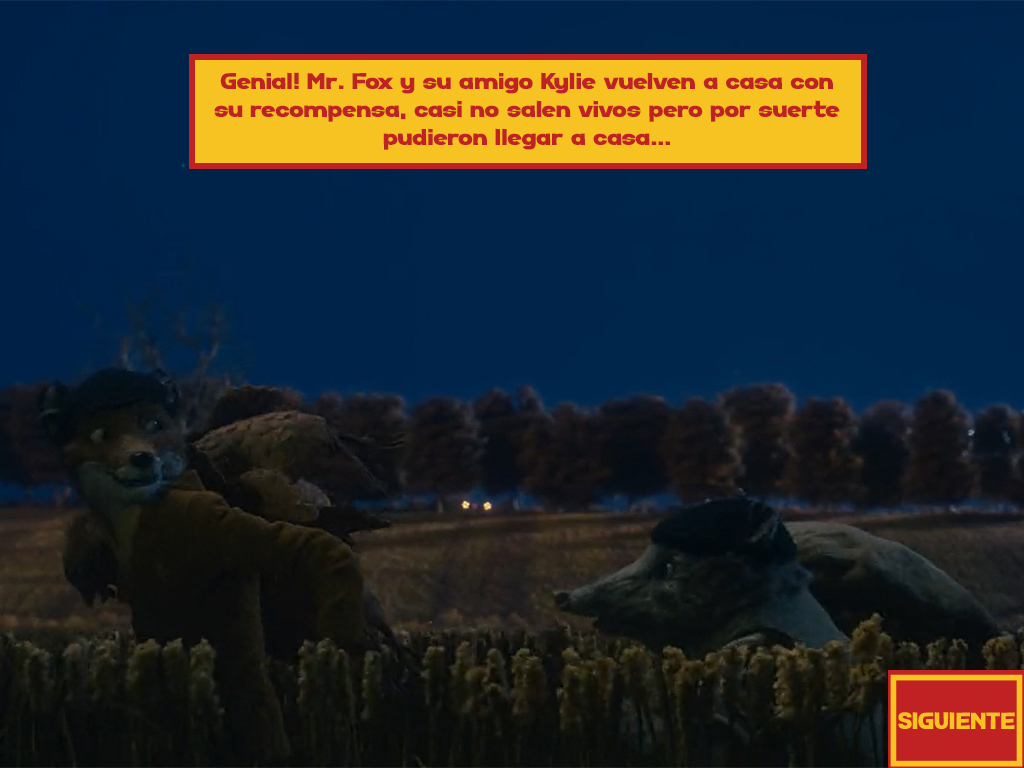 Genial! Mr. Fox y su amigo Kylie vuelven a casa con
su recompensa, casi no salen vivos pero por suerte
pudieron llegar a casa...
SIGUIENTE